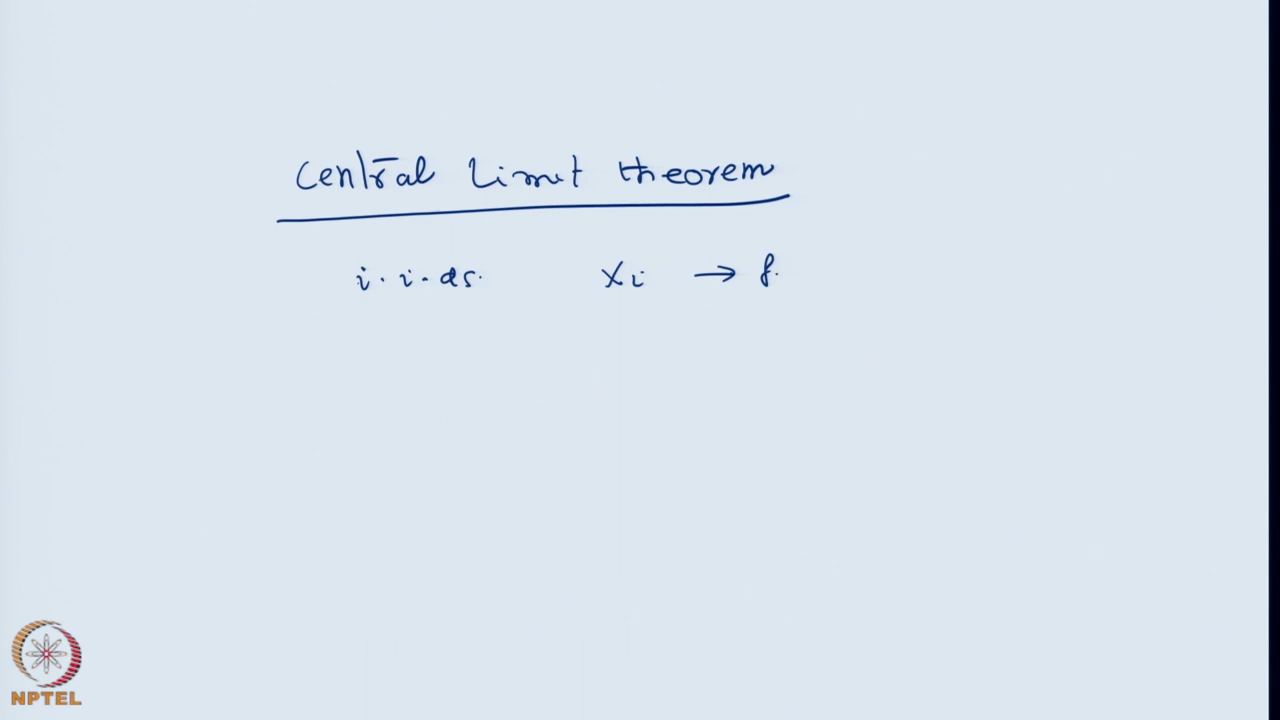 Central Limit theorem
i.i.ds. Xi → f.
NPTEL